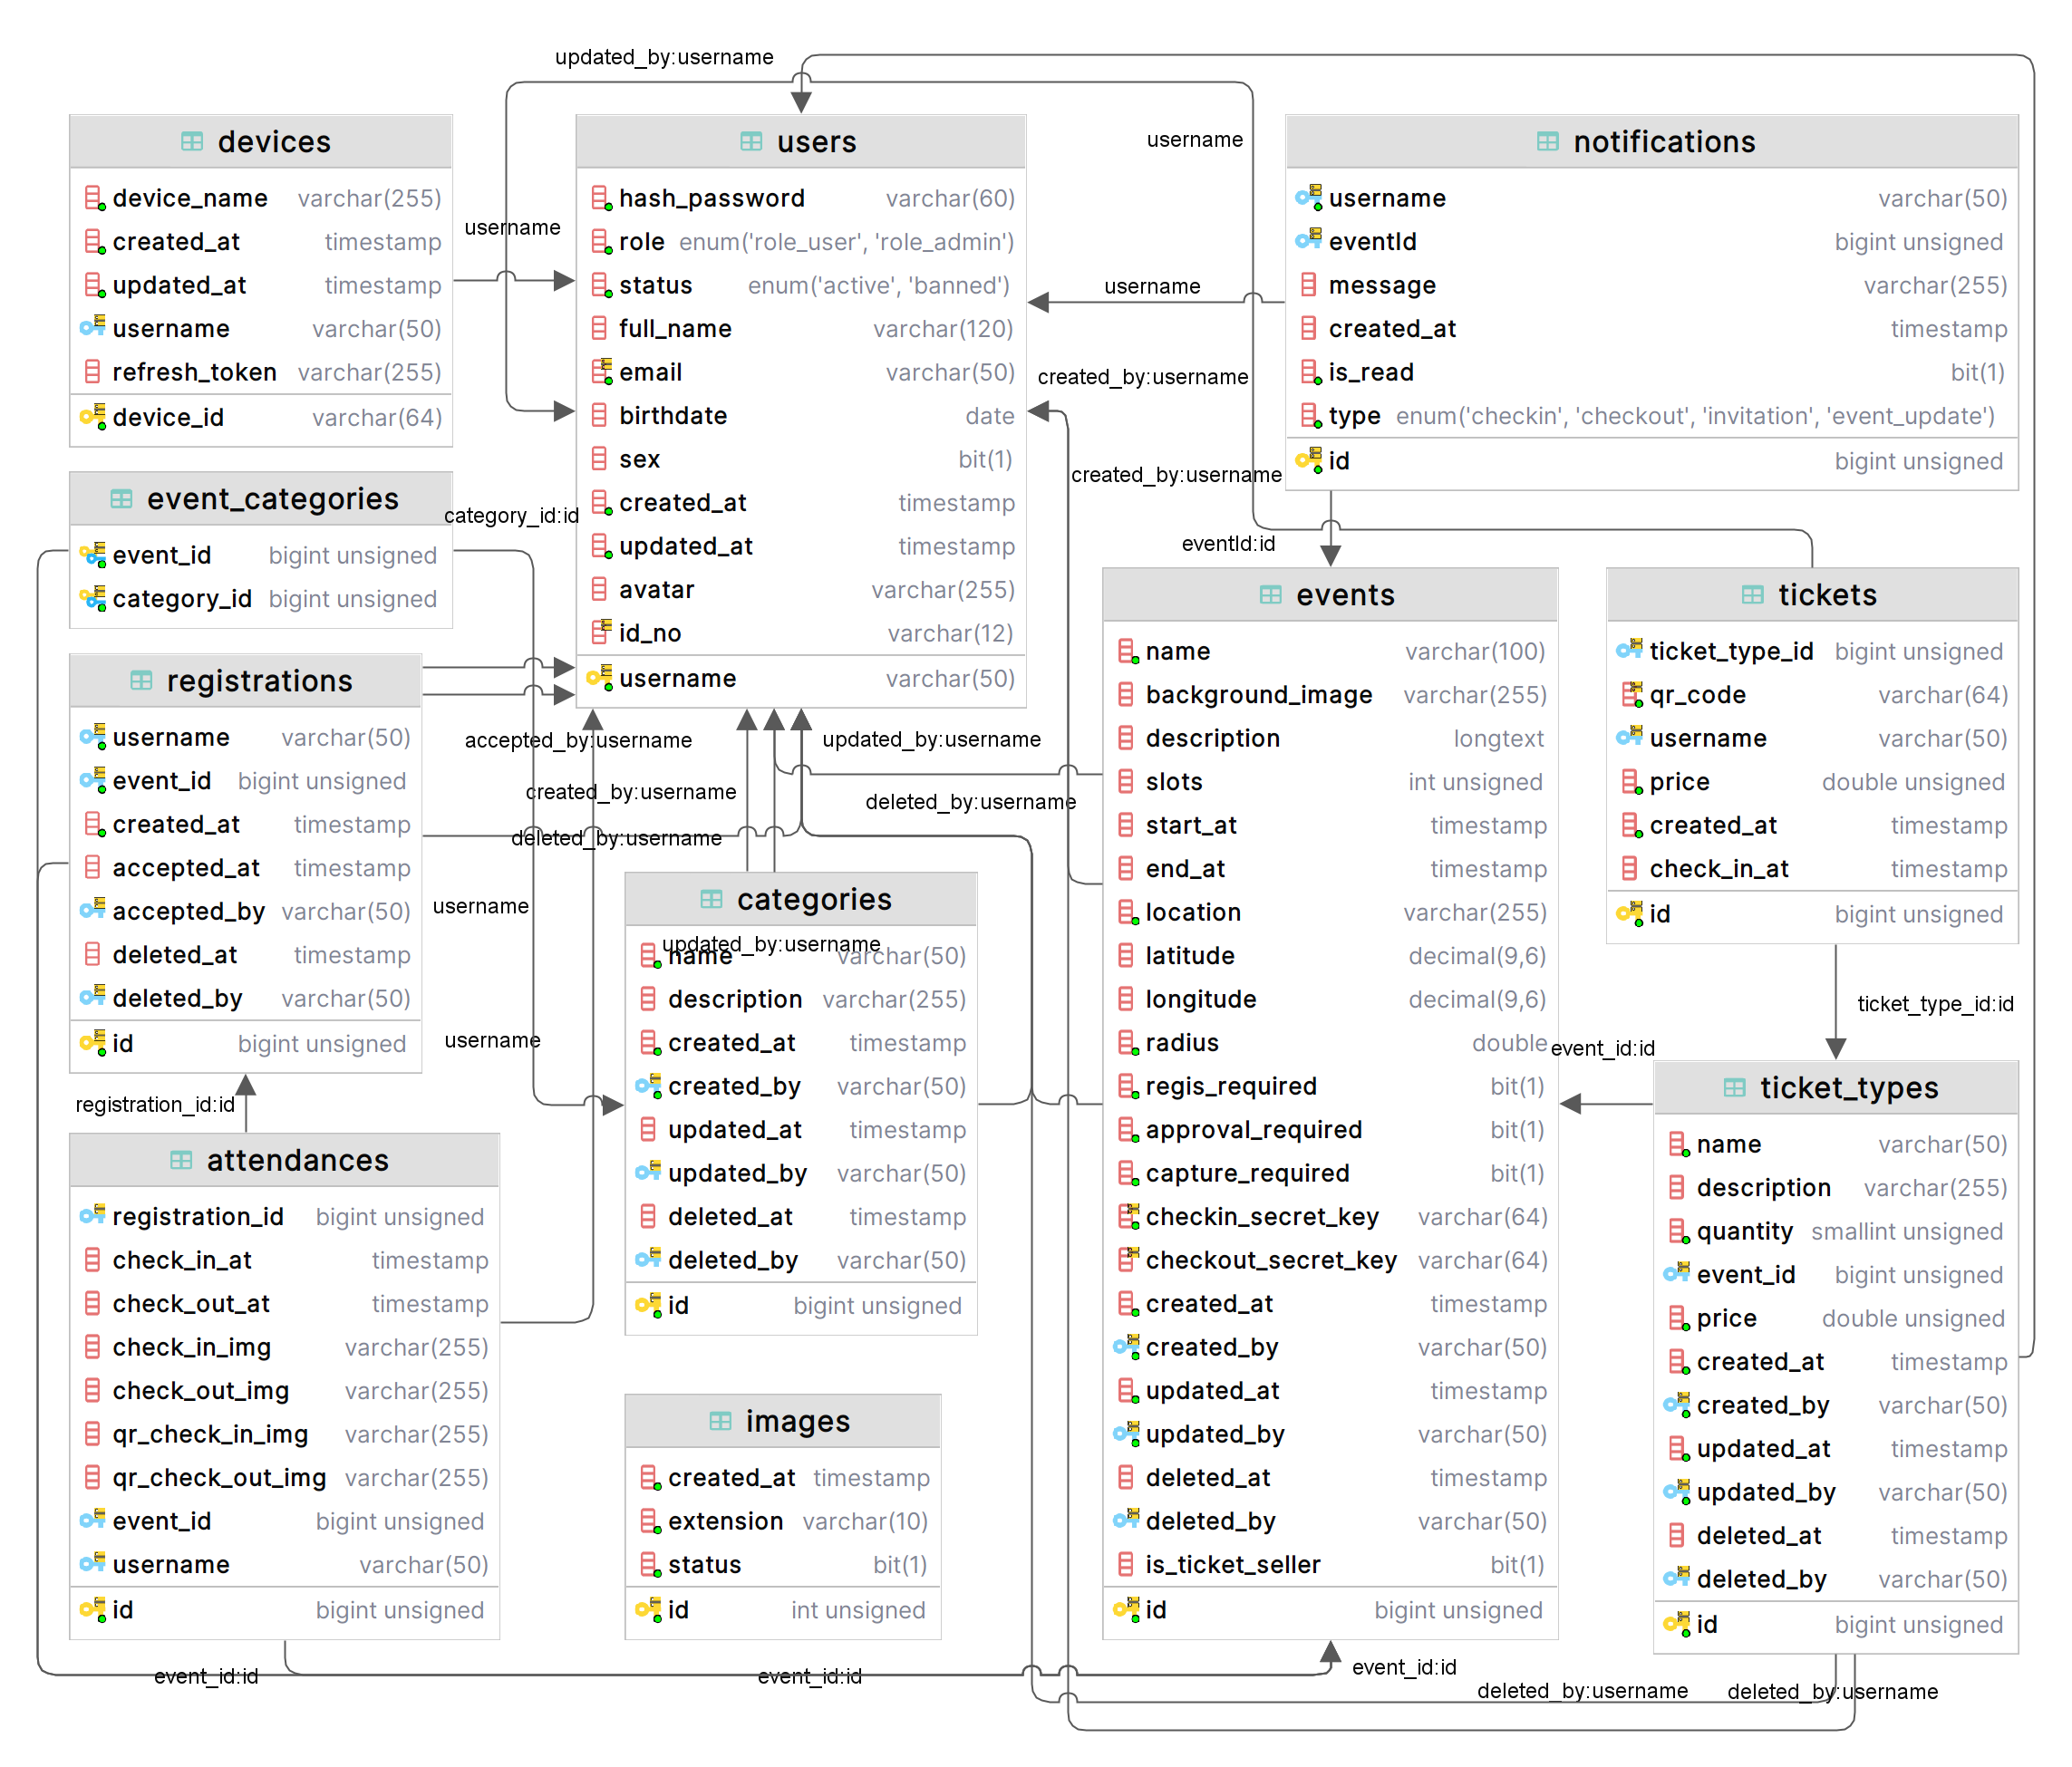 updated_by:username
devices
device_name varchar(255)
created_at timestamp
updated_at timestamp
username varchar(50)
refresh_token varchar(255)
device_id varchar(64)
username
users
hash_password varchar(60)
role enum('role_user', 'role_admin')
status enum('active', 'banned')
full_name varchar(120)
email varchar(50)
birthdate date
sex bit(1)
created_at timestamp
updated_at timestamp
avatar varchar(255)
id_no varchar(12)
username varchar(50)
username
username
created_by:username
created_by:username
notifications
username varchar(50)
eventId bigint unsigned
message varchar(255)
created_at timestamp
is_read bit(1)
type enum('checkin', 'checkout', 'invitation', 'event_update')
id bigint unsigned
eventId:id
event_categories
event_id bigint unsigned
category_id bigint unsigned
category_id:id
registrations
username varchar(50)
event_id bigint unsigned
created_at timestamp
accepted_at timestamp
accepted_by varchar(50)
deleted_at timestamp
deleted_by varchar(50)
id bigint unsigned
accepted_by:username
updated_by:username
created_by:username
deleted_by:username
deleted_by:username
username
username
registration_id:id
categories
updated_by:username
name varchar(50)
description varchar(255)
created_at timestamp
created_by varchar(50)
updated_at timestamp
updated_by varchar(50)
deleted_at timestamp
deleted_by varchar(50)
id bigint unsigned
events
name varchar(100)
background_image varchar(255)
description longtext
slots int unsigned
start_at timestamp
end_at timestamp
location varchar(255)
latitude decimal(9,6)
longitude decimal(9,6)
radius double
regis_required bit(1)
approval_required bit(1)
capture_required bit(1)
checkin_secret_key varchar(64)
checkout_secret_key varchar(64)
created_at timestamp
created_by varchar(50)
updated_at timestamp
updated_by varchar(50)
deleted_at timestamp
deleted_by varchar(50)
is_ticket_seller bit(1)
id bigint unsigned
tickets
ticket_type_id bigint unsigned
qr_code varchar(64)
username varchar(50)
price double unsigned
created_at timestamp
check_in_at timestamp
id bigint unsigned
ticket_type_id:id
event_id:id
ticket_types
name varchar(50)
description varchar(255)
quantity smallint unsigned
event_id bigint unsigned
price double unsigned
created_at timestamp
created_by varchar(50)
updated_at timestamp
updated_by varchar(50)
deleted_at timestamp
deleted_by varchar(50)
id bigint unsigned
attendances
registration_id bigint unsigned
check_in_at timestamp
check_out_at timestamp
check_in_img varchar(255)
check_out_img varchar(255)
qr_check_in_img varchar(255)
qr_check_out_img varchar(255)
event_id bigint unsigned
username varchar(50)
id bigint unsigned
images
created_at timestamp
extension varchar(10)
status bit(1)
id int unsigned
event_id:id
event_id:id
event_id:id
deleted_by:username
deleted_by:username